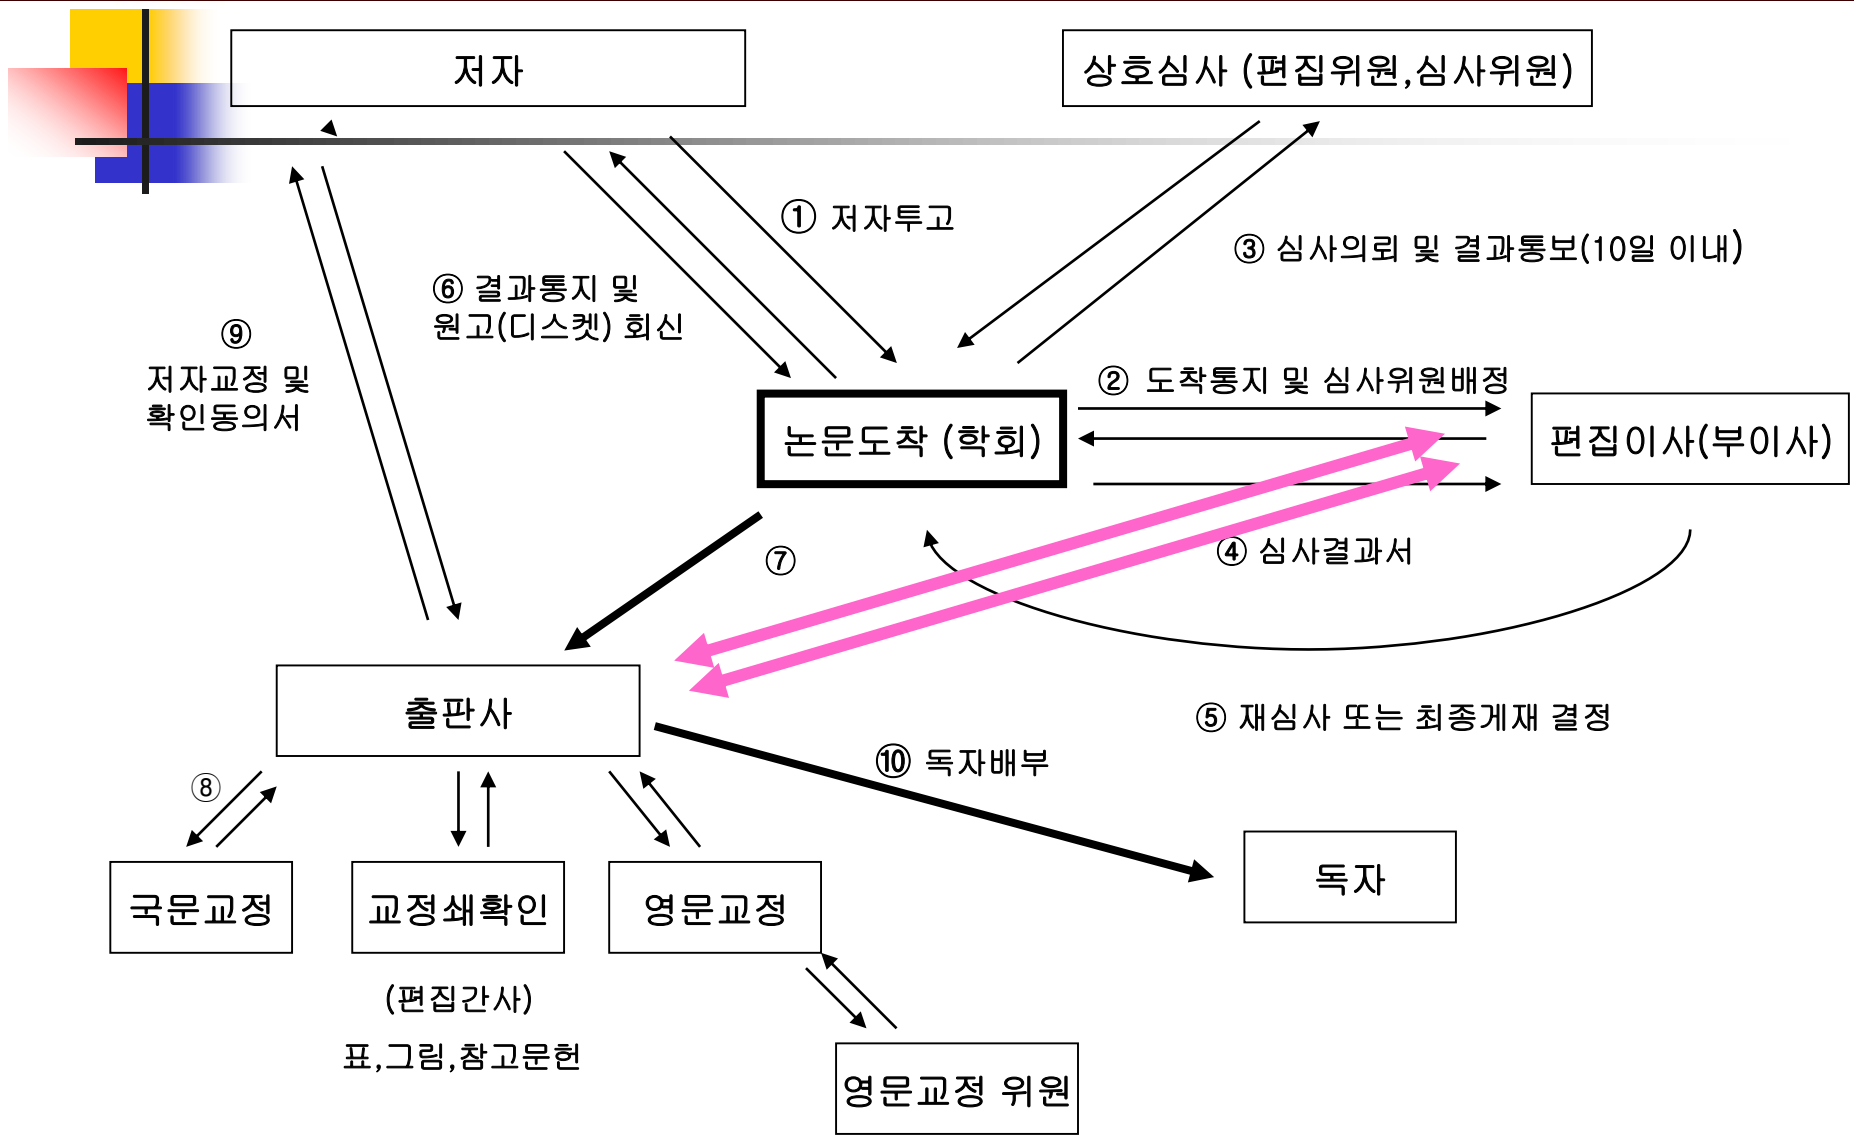 저자
상호심사 (편집위원,심사위원)
① 저자투고
③ 심사의뢰 및 결과통보(10일 이내)
⑥ 결과통지 및
원고(디스켓) 회신
⑨
저자교정 및
확인동의서
② 도착통지 및 심사위원배정
논문도착 (학회)
편집이사(부이사)
⑦
④ 심사결과서
출판사
⑤ 재심사 또는 최종게재 결정
⑩ 독자배부
⑧
독자
국문교정
교정쇄확인
영문교정
(편집간사)
표,그림,참고문헌
영문교정 위원